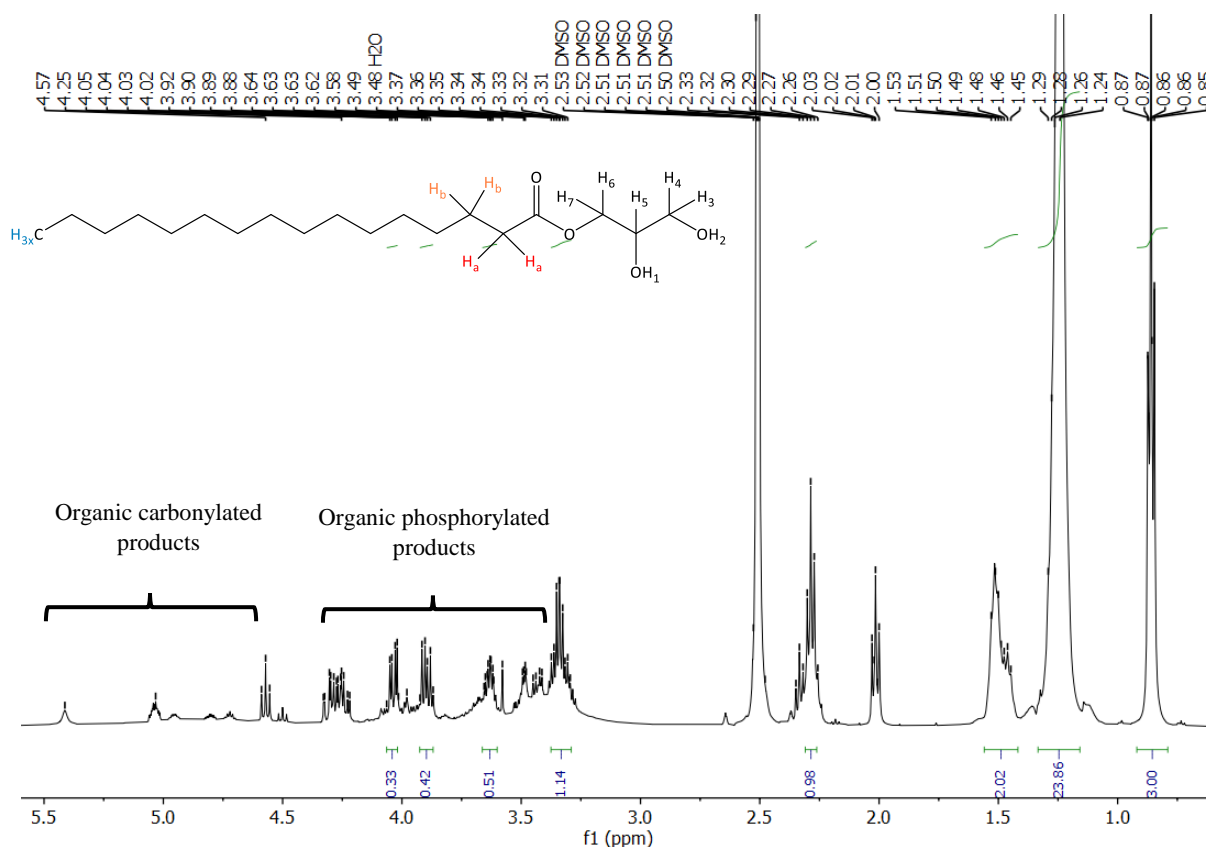 4.57
4.25
4.05
4.04
4.03
4.02
3.92
3.90
3.89
3.88
3.64
3.63
3.63
3.62
3.58
3.49
3.48 H2O
3.37
3.36
3.35
3.34
3.34
3.33
3.32
3.31
2.53 DMSO
2.52 DMSO
2.51 DMSO
2.51 DMSO
2.51 DMSO
2.50 DMSO
2.33
2.32
2.30
2.29
2.27
2.26
2.03
2.02
2.01
2.00
1.53
1.51
1.50
1.49
1.48
1.46
1.45
1.29
1.28
1.26
1.24
0.87
0.87
0.86
0.86
0.85
Hb Hb O H6 H4
H7 H5 H3
H3xC O OH2
Ha Ha OH1
Organic carbonylated
products
Organic phosphorylated
products
0.33 0.42 0.51 1.14 0.98 2.02 23.86 3.00
5.5 5.0 4.5 4.0 3.5 3.0 2.5 2.0 1.5 1.0
f1 (ppm)